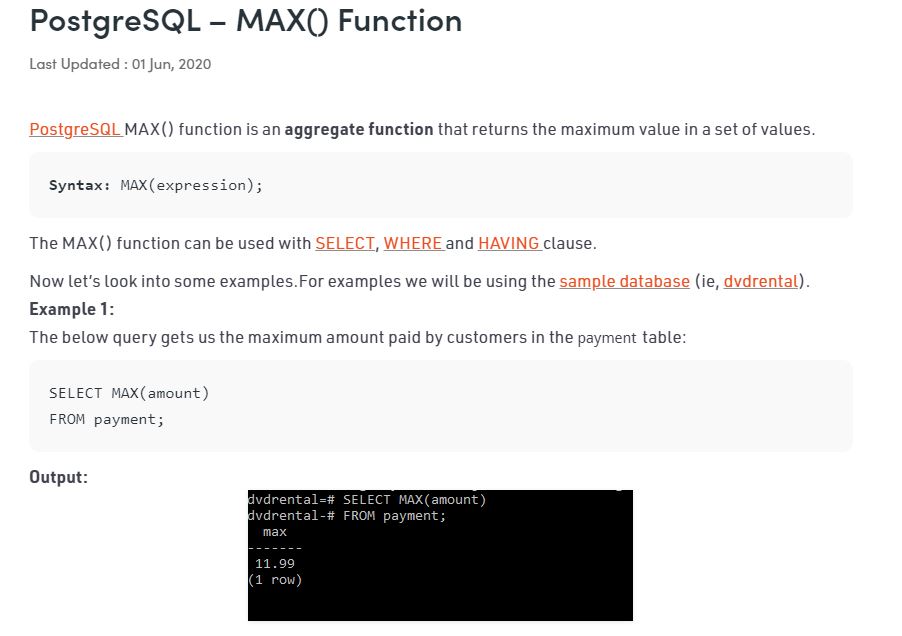 PostgreSQL – MAX() Function
Last Updated : 01 Jun, 2020
PostgreSQL MAX() function is an aggregate function that returns the maximum value in a set of values.
Syntax: MAX(expression);
The MAX() function can be used with SELECT, WHERE and HAVING clause.
Now let's look into some examples.For examples we will be using the sample database (ie, dvdrental).
Example 1:
The below query gets us the maximum amount paid by customers in the payment table:
SELECT MAX(amount)
FROM payment;
Output:
dvdrental=# SELECT MAX(amount)
dvdrental-# FROM payment;
max
-------
11.99
(1 row)